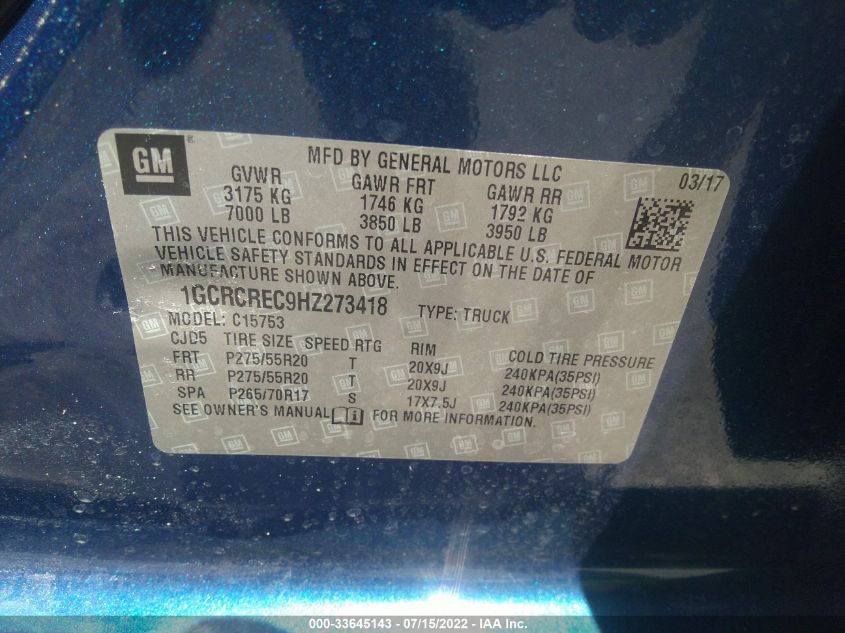 GM
MFD BY GENERAL MOTORS LLC
03/17
GVWR GAWR FRT GAWR RR
3175 KG 1746 KG 1792 KG
7000 LB 3850 LB 3950 LB
THIS VEHICLE CONFORMS TO ALL APPLICABLE U.S. FEDERAL MOTOR
VEHICLE SAFETY STANDARDS IN EFFECT ON THE DATE OF
MANUFACTURE SHOWN ABOVE.
1GCRCREC9HZ273418 TYPE: TRUCK
MODEL: C15753
CJD5 TIRE SIZE SPEED RTG RIM COLD TIRE PRESSURE
FRT P275/55R20 T 20X9J 240KPA(35PSI)
RR P275/55R20 T 20X9J 240KPA(35PSI)
SPA P265/70R17 S 17X7.5J 240KPA(35PSI)
SEE OWNER'S MANUAL FOR MORE INFORMATION.
000-33645143 - 07/15/2022 - IAA Inc.